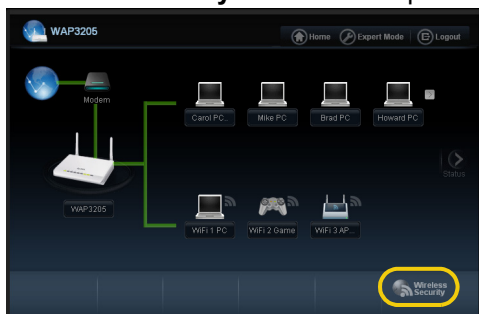 WAP3205
Home
Expert Mode
Logout
Modem
Carol PC..
Mike PC
Brad PC
Howard PC
Status
WAP3205
WiFi 1 PC
WiFi 2 Game
WiFi 3 AP...
Wireless
Security